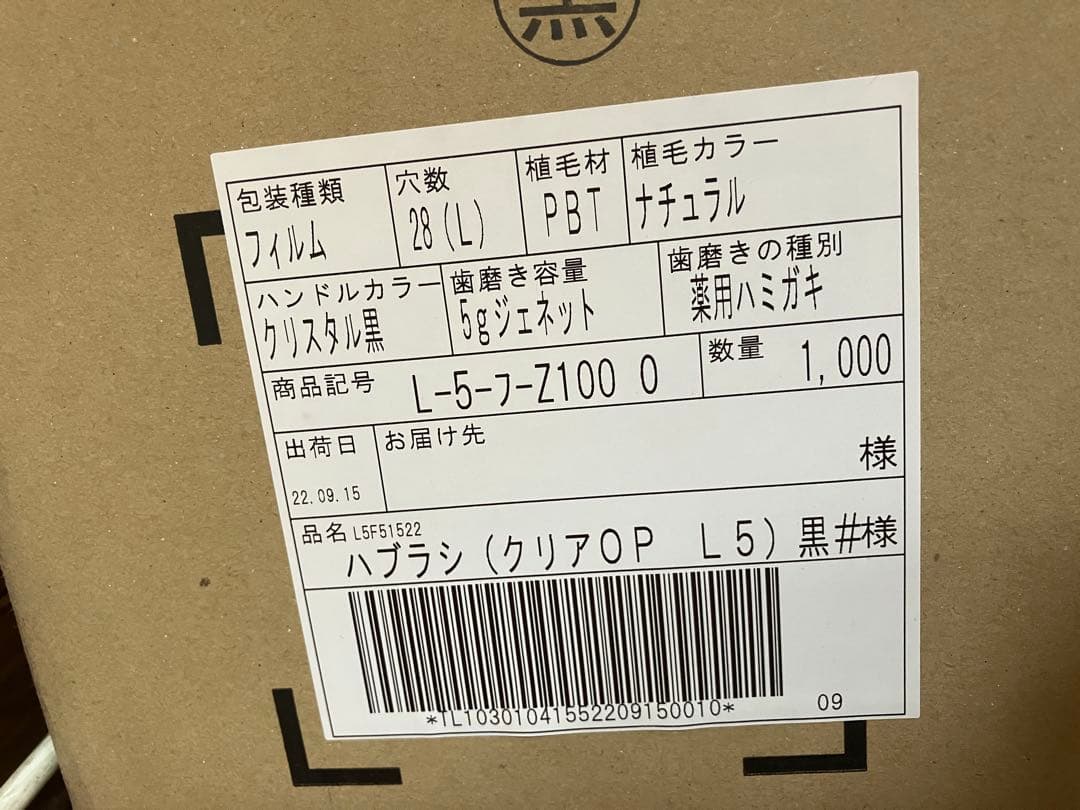 黒
包装種類 穴数 植毛材 植毛カラー
フィルム 28(L) PBT ナチュラル
ハンドルカラー 歯磨き容量 歯磨きの種別
クリスタル黒 5gジェネット 薬用ハミガキ
商品記号 L-5-フ-Z100 0 数量 1,000
出荷日 お届け先
22.09.15 様
品名 L5F51522
ハブラシ(クリアOP L5)黒#様
*TL10301041552209150010* 09